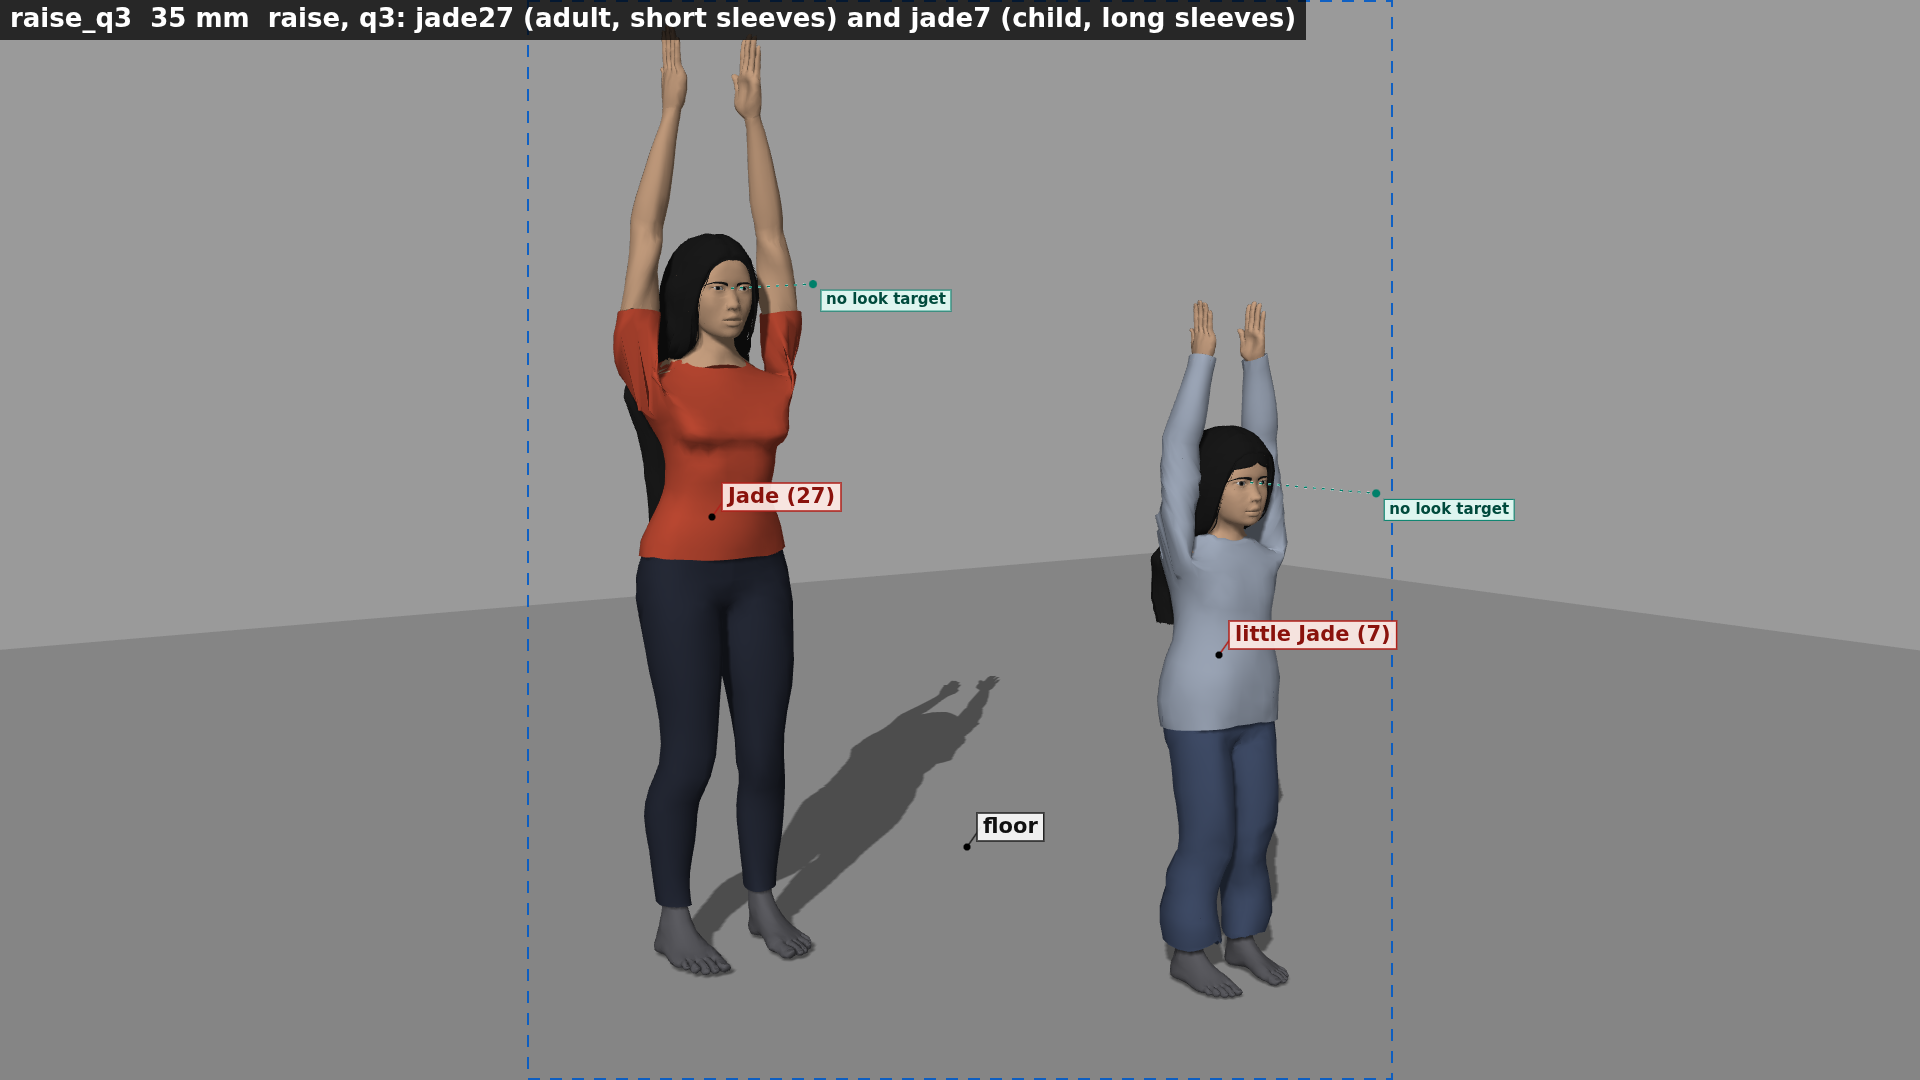 raise_q3  35 mm  raise, q3: jade27 (adult, short sleeves) and jade7 (child, long sleeves)
no look target
Jade (27)
no look target
little Jade (7)
floor